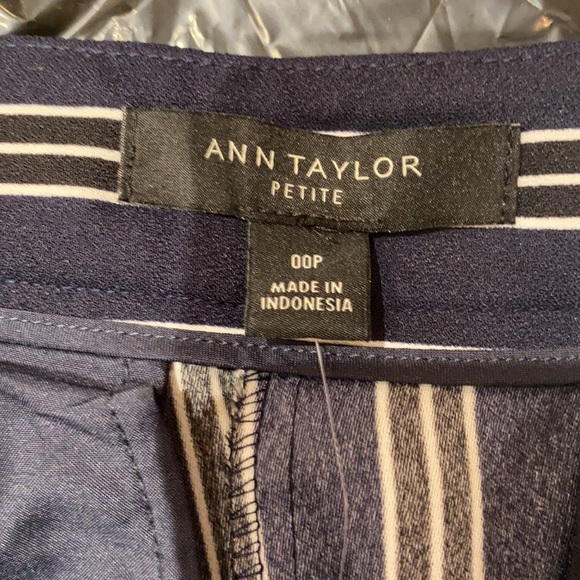 ANN TAYLOR
PETITE
00P
MADE IN
INDONESIA